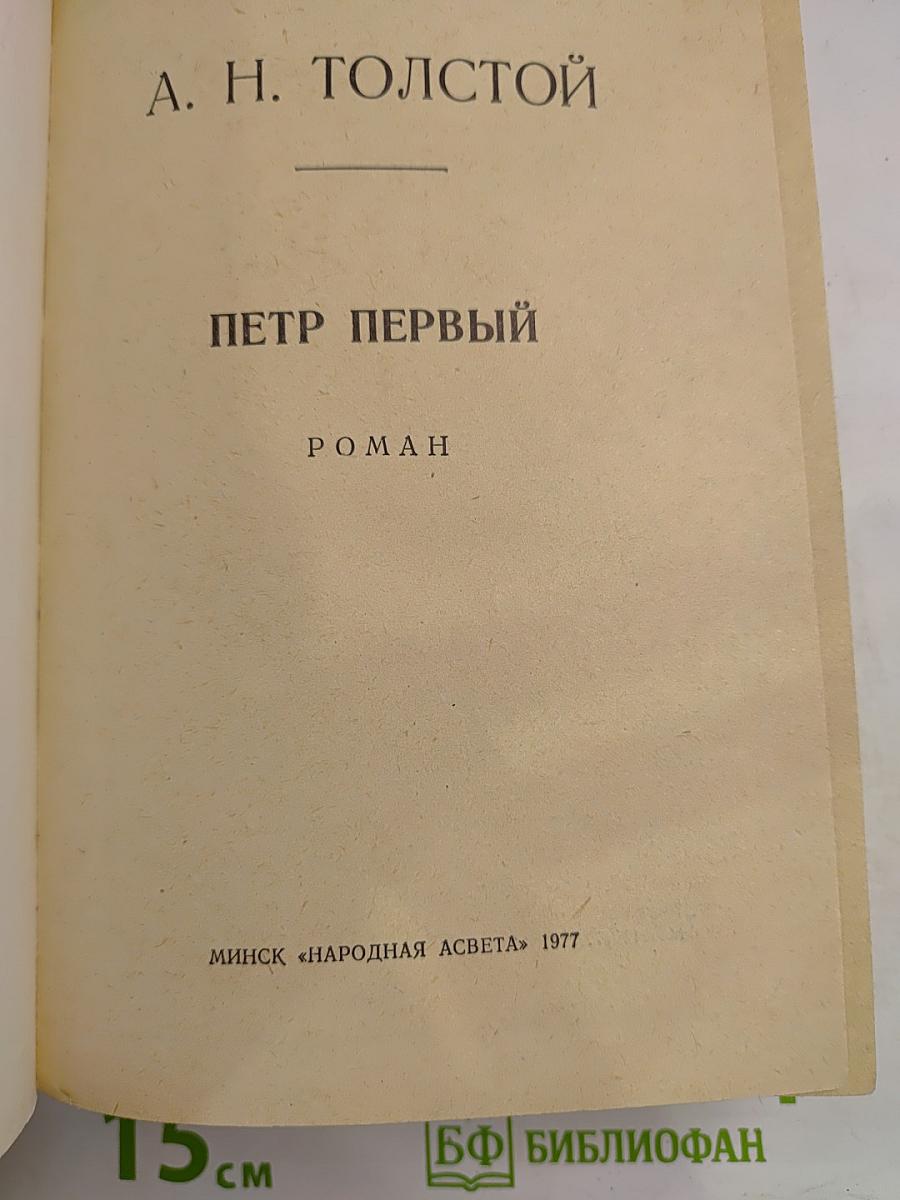 А. Н. ТОЛСТОЙ
ПЕТР ПЕРВЫЙ
РОМАН
МИНСК «НАРОДНАЯ АСВЕТА» 1977
15 см
БФ БИБЛИОФАН